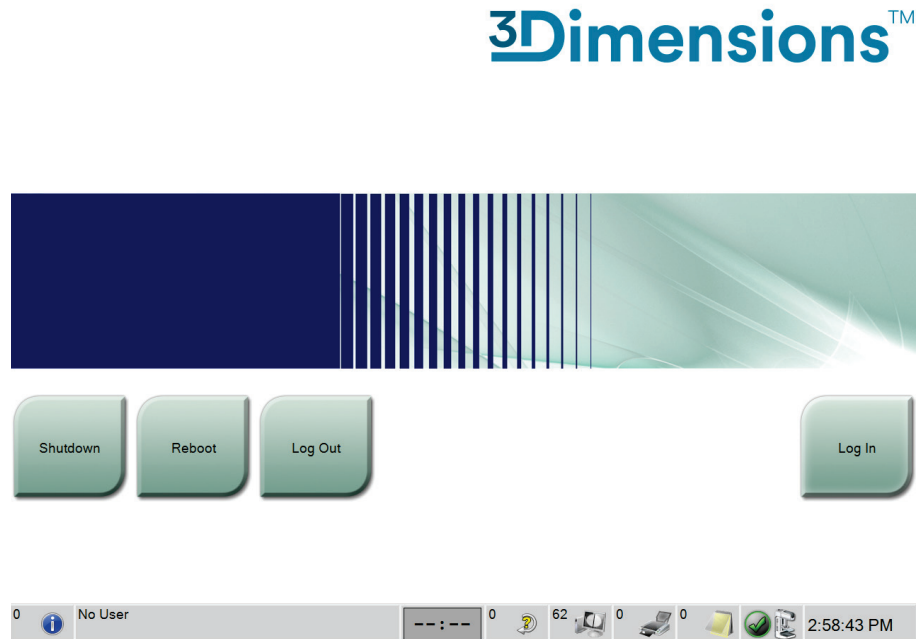 3Dimensions™
Shutdown
Reboot
Log Out
Log In
0
No User
--:--
0
62
0
0
2:58:43 PM